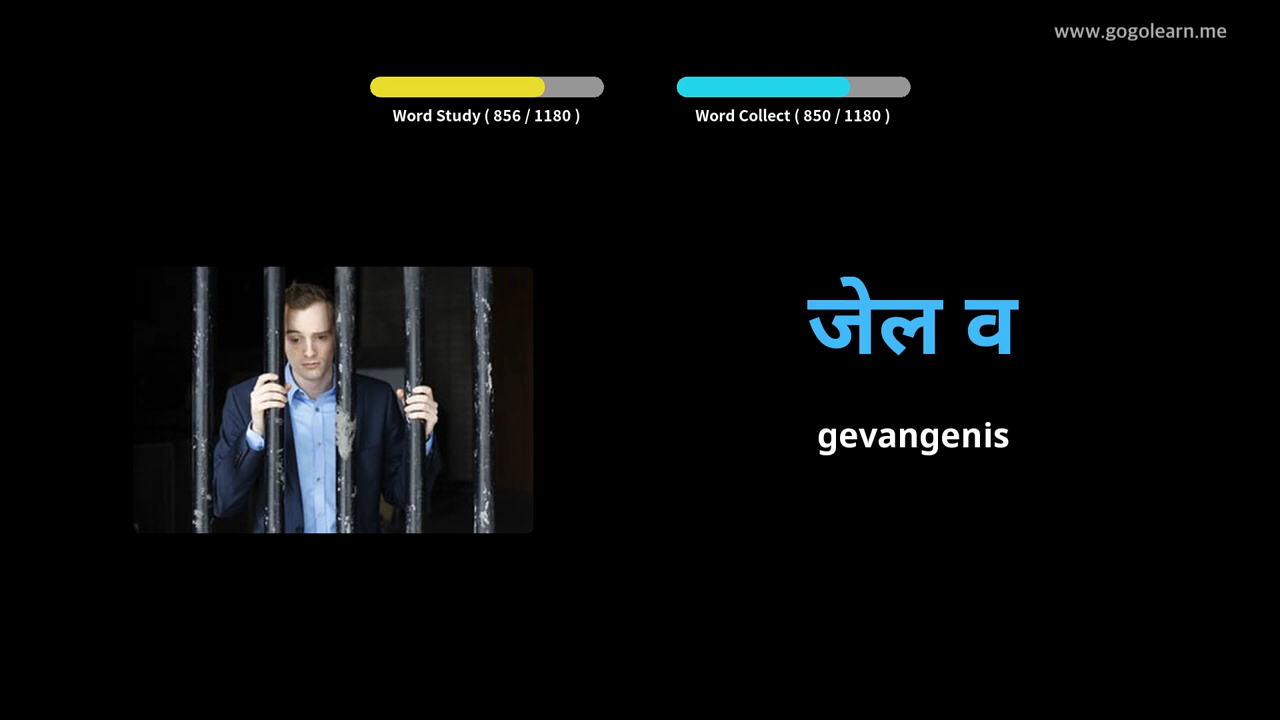 www.gogolearn.me
Word Study ( 856 / 1180 )
Word Collect ( 850 / 1180 )
जेल व
gevangenis